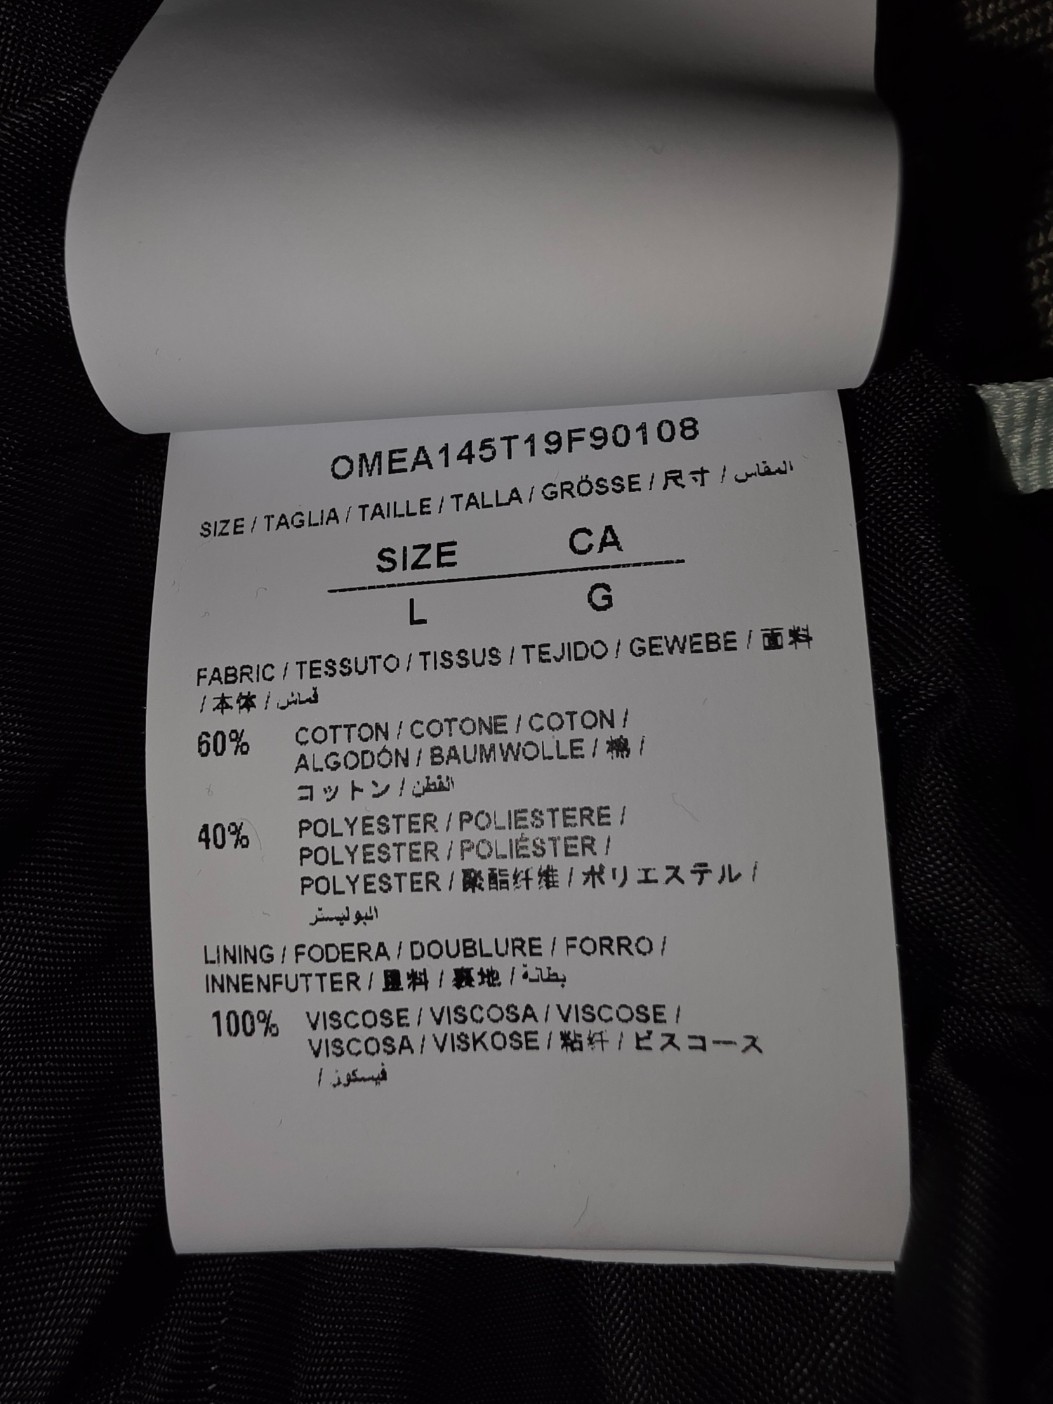 OMEA145T19F90108
SIZE / TAGLIA / TAILLE / TALLA / GRÖSSE / 尺寸 / المقاس
SIZE CA
L G
FABRIC / TESSUTO / TISSUS / TEJIDO / GEWEBE / 面料
/ 本体 / قماش
60% COTTON / COTONE / COTON /
ALGODÓN / BAUMWOLLE / 棉 /
コットン / القطن
40% POLYESTER / POLIESTERE /
POLYESTER / POLIÉSTER /
POLYESTER / 聚酯纤维 / ポリエステル /
البوليستر
LINING / FODERA / DOUBLURE / FORRO /
INNENFUTTER / 里料 / 裏地 / بطانة
100% VISCOSE / VISCOSA / VISCOSE /
VISCOSA / VISKOSE / 粘纤 / ビスコース
/ فيسكوز